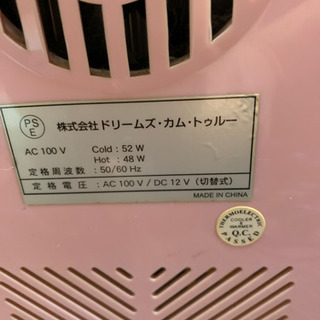 PS
E
株式会社ドリームズ・カム・トゥルー
AC 100 V Cold : 52 W
Hot : 48 W
定格周波数 : 50/60 Hz
定格電圧 : AC 100 V / DC 12 V (切替式)
MADE IN CHINA
THERMOELECTRIC
COOLER
&
WARMER
Q.C.
PASSED